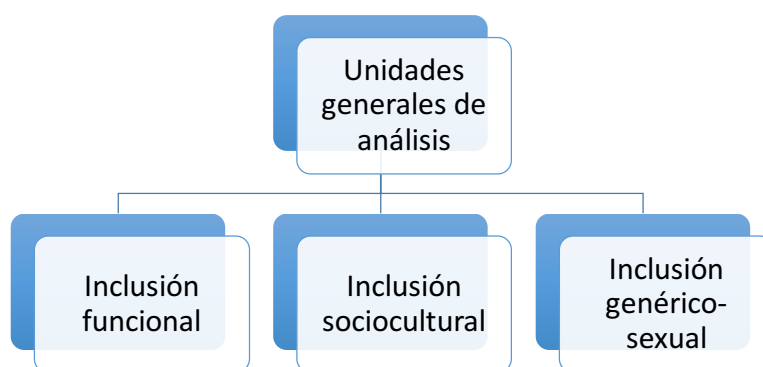 Unidades
generales de
análisis
Inclusión
funcional
Inclusión
sociocultural
Inclusión
genérico-
sexual